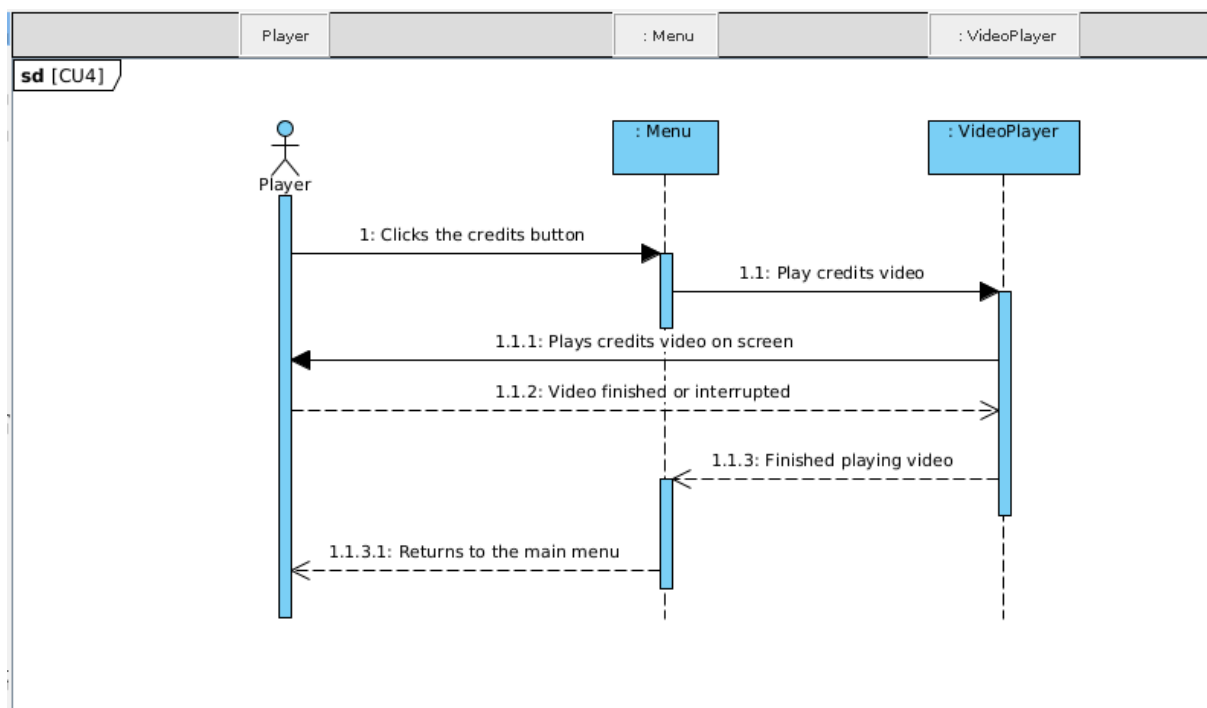 Player
: Menu
: VideoPlayer
sd [CU4]
: Menu
: VideoPlayer
Player
1: Clicks the credits button
1.1: Play credits video
1.1.1: Plays credits video on screen
1.1.2: Video finished or interrupted
1.1.3: Finished playing video
1.1.3.1: Returns to the main menu